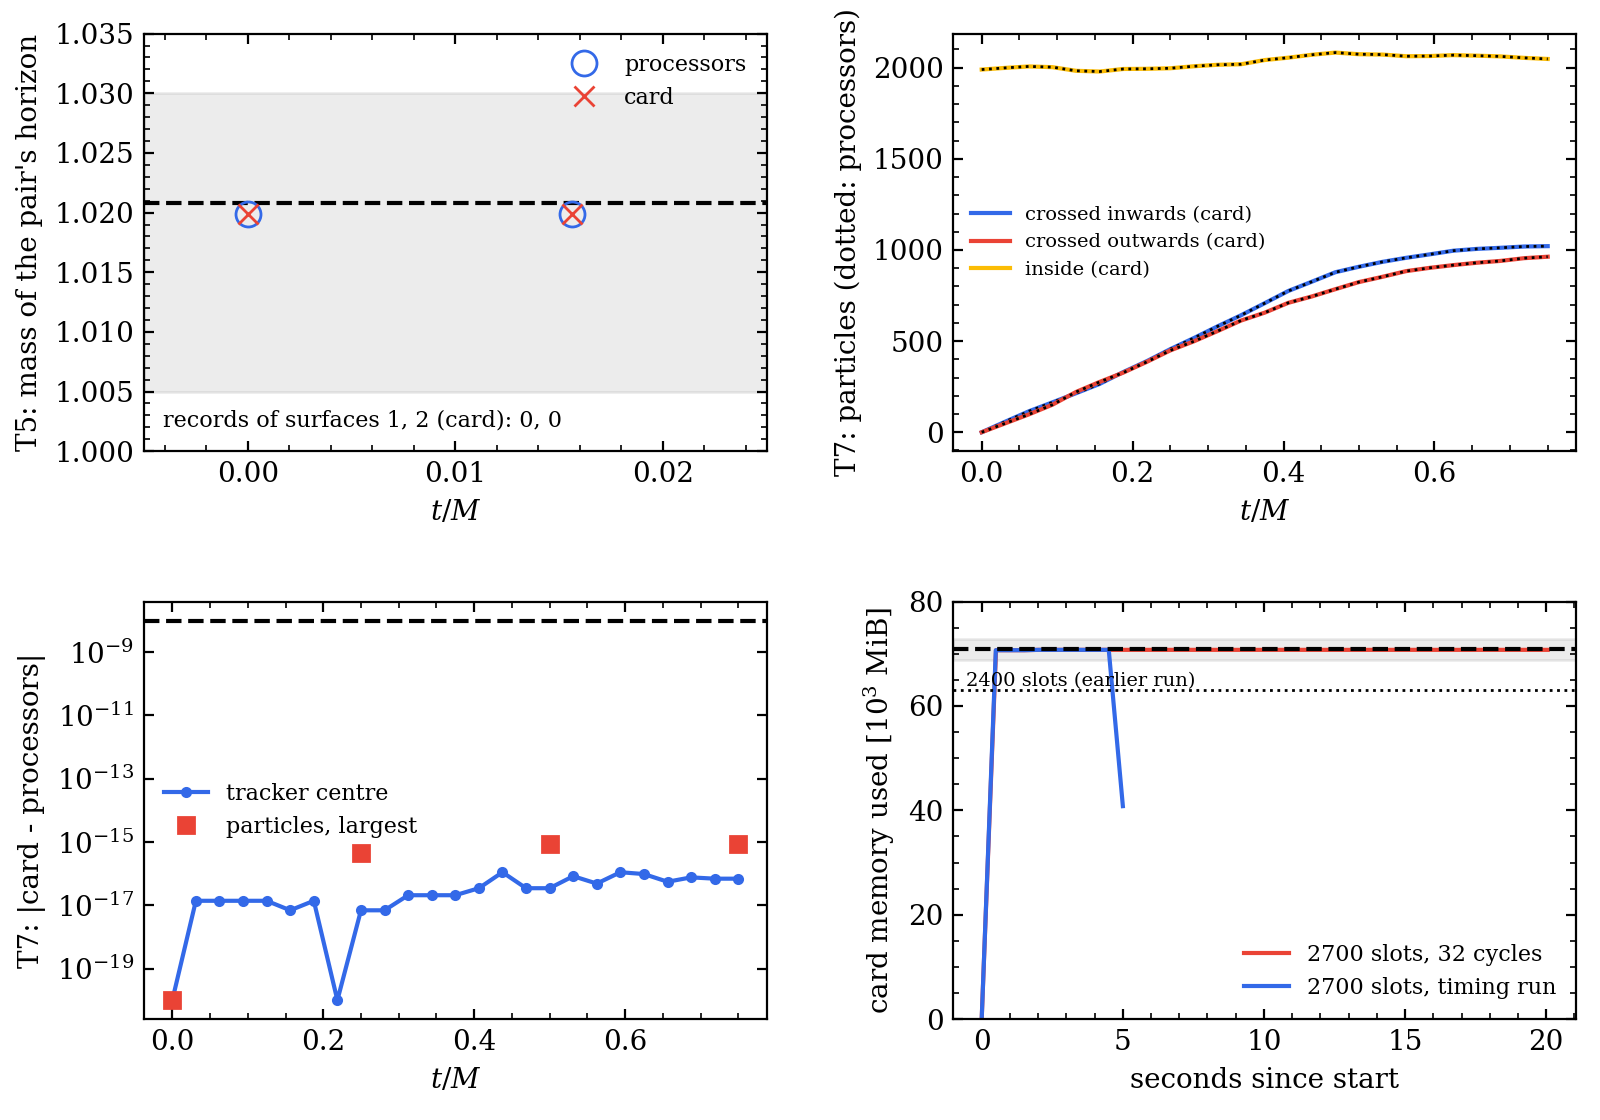 T5: mass of the pair's horizon
1.035
1.030
1.025
1.020
1.015
1.010
1.005
1.000
processors
card
records of surfaces 1, 2 (card): 0, 0
0.00
0.01
0.02
t/M
T7: particles (dotted: processors)
2000
1500
1000
500
0
crossed inwards (card)
crossed outwards (card)
inside (card)
0.0
0.2
0.4
0.6
t/M
T7: |card - processors|
10⁻⁹
10⁻¹¹
10⁻¹³
10⁻¹⁵
10⁻¹⁷
10⁻¹⁹
tracker centre
particles, largest
0.0
0.2
0.4
0.6
t/M
card memory used [10³ MiB]
80
60
40
20
0
2400 slots (earlier run)
2700 slots, 32 cycles
2700 slots, timing run
0
5
10
15
20
seconds since start